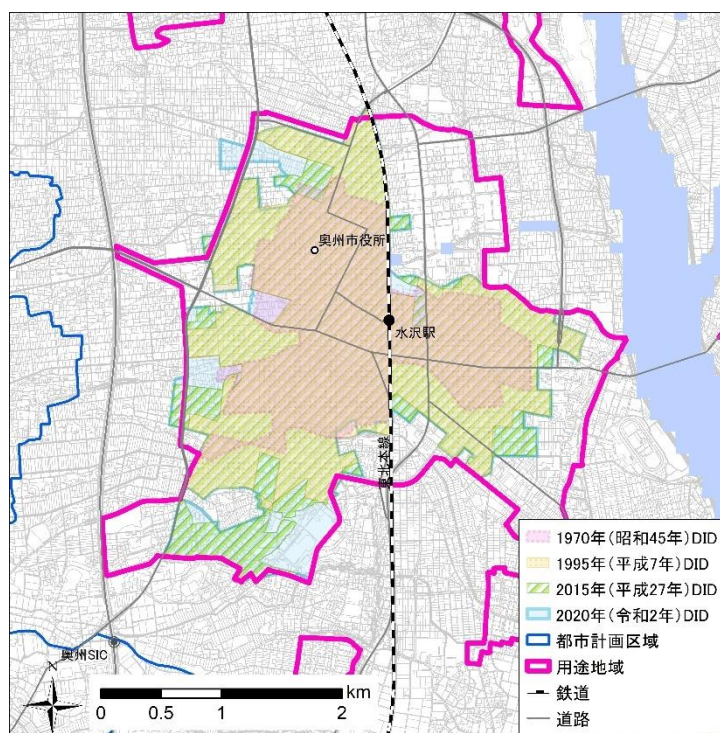 奥州市役所
水沢駅
東北本線
奥州SIC
N
km
0 0.5 1 2
1970年(昭和45年)DID
1995年(平成7年)DID
2015年(平成27年)DID
2020年(令和2年)DID
都市計画区域
用途地域
鉄道
道路